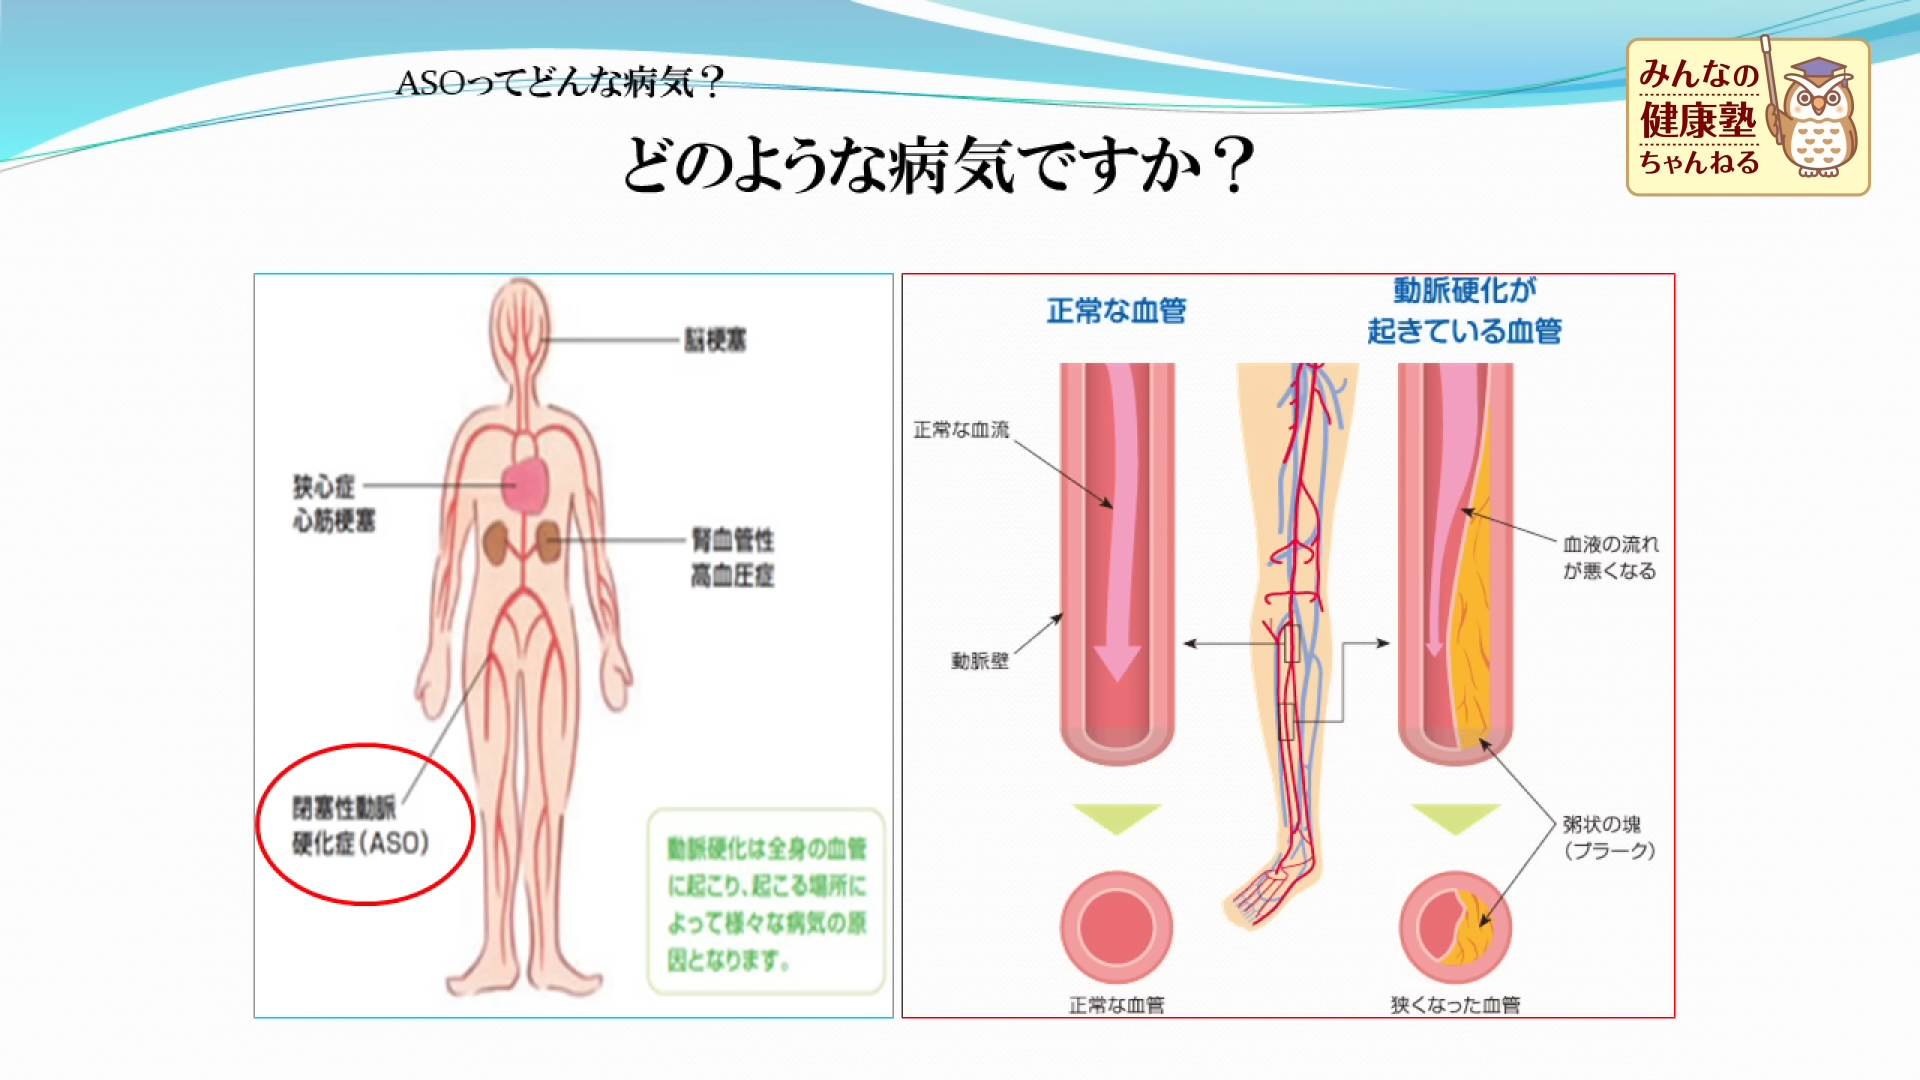 ASOってどんな病気？
どのような病気ですか？
みんなの
健康塾
ちゃんねる
脳梗塞
狭心症
心筋梗塞
腎血管性
高血圧症
閉塞性動脈
硬化症（ASO）
動脈硬化は全身の血管
に起こり、起こる場所に
よって様々な病気の原
因となります。
正常な血管
動脈硬化が
起きている血管
正常な血流
動脈壁
血液の流れ
が悪くなる
粥状の塊
（プラーク）
正常な血管
狭くなった血管